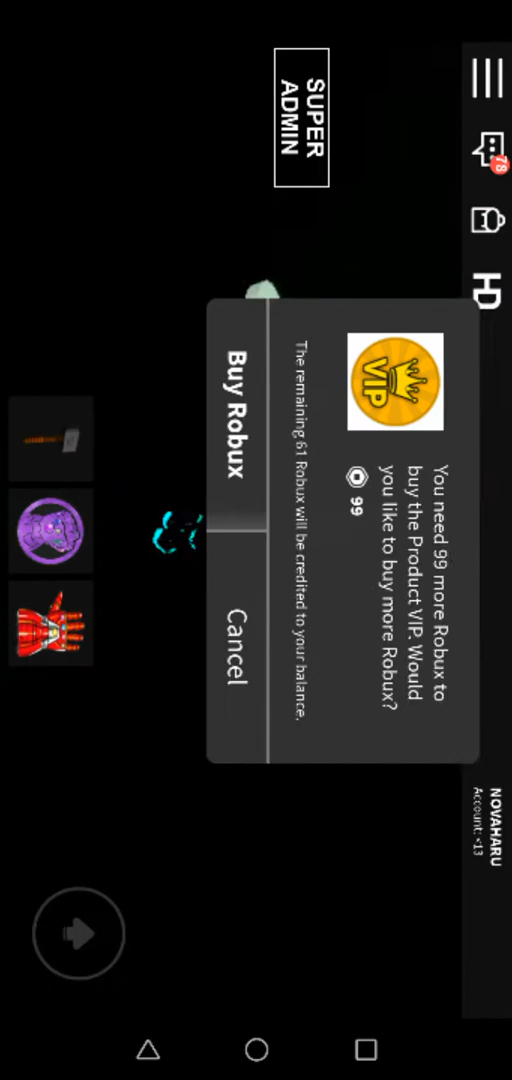 78
HD
SUPER
ADMIN
VIP
You need 99 more Robux to
buy the Product VIP. Would
you like to buy more Robux?
99
The remaining 61 Robux will be credited to your balance.
Buy Robux
Cancel
NOVAHARU
Account: <13